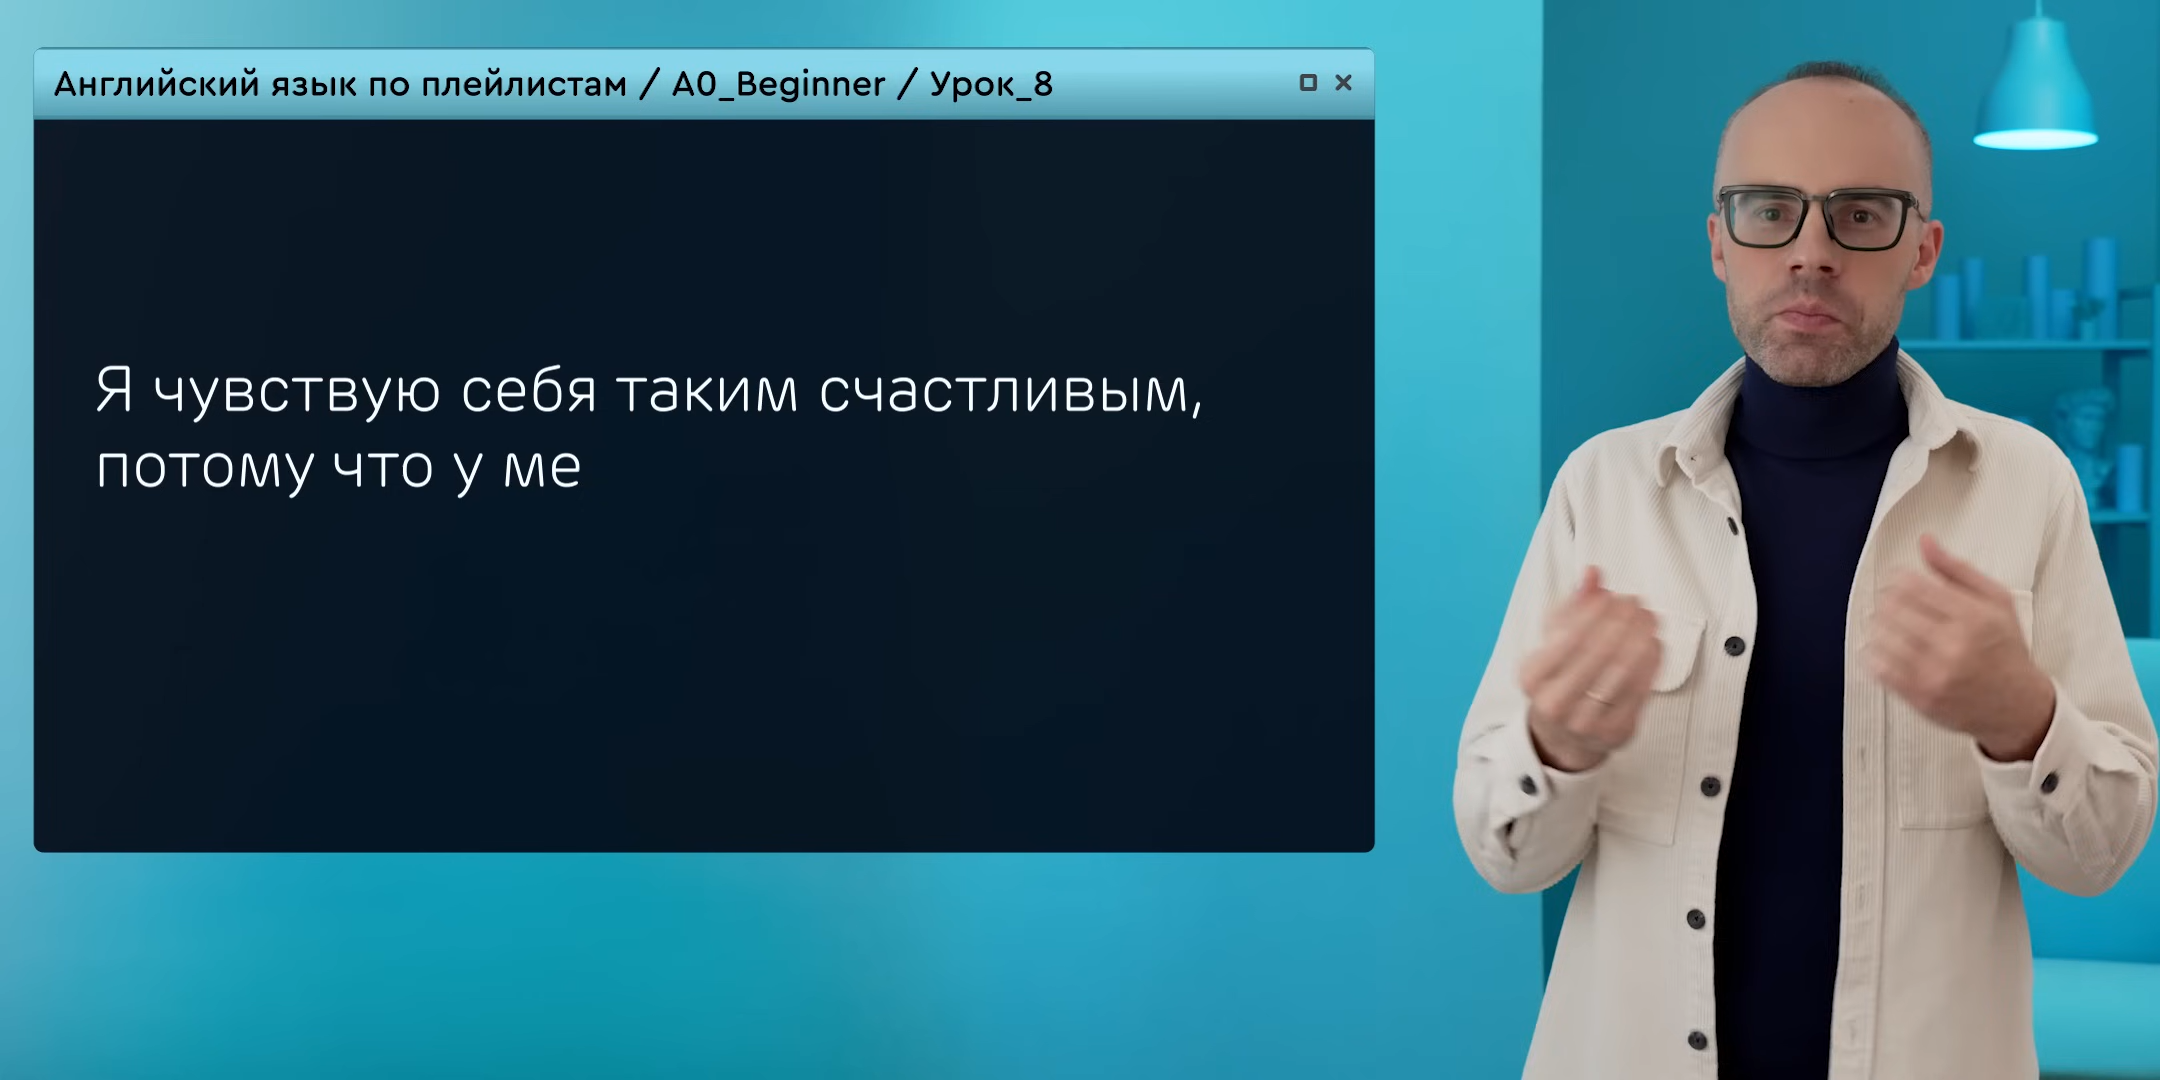 Английский язык по плейлистам / A0_Beginner / Урок_8
Я чувствую себя таким счастливым,
потому что у ме